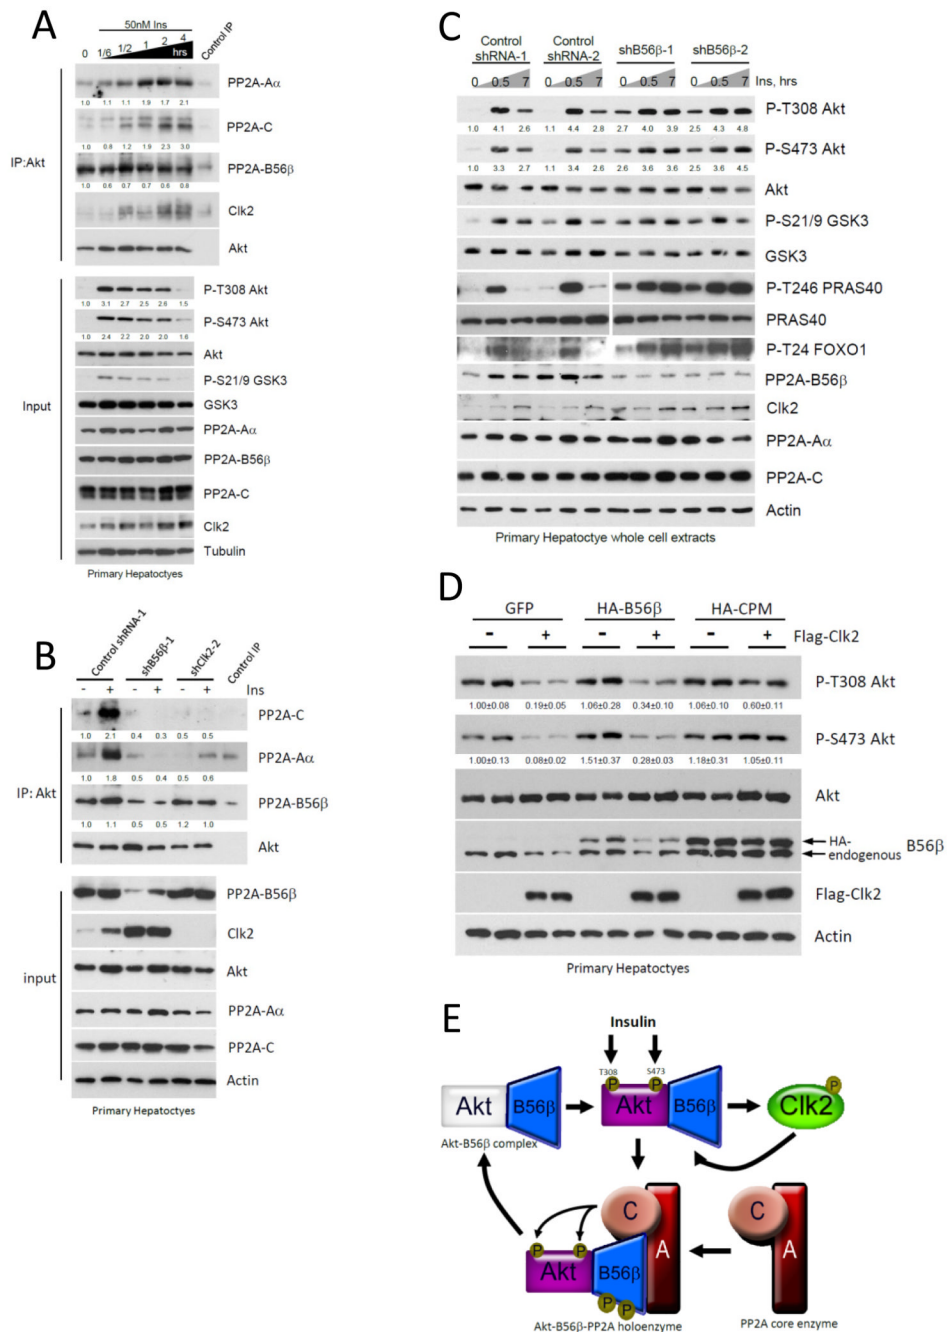 A
50nM Ins
0 1/6 1/2 1 2 4 Control IP
hrs
IP:Akt
PP2A-Aα
1.0 1.1 1.1 1.9 1.7 2.1
PP2A-C
1.0 0.8 1.2 1.9 2.3 3.0
PP2A-B56β
1.0 0.6 0.7 0.7 0.6 0.8
Clk2
Akt
Input
P-T308 Akt
1.0 3.1 2.7 2.5 2.6 1.5
P-S473 Akt
1.0 2.4 2.2 2.0 2.0 1.6
Akt
P-S21/9 GSK3
GSK3
PP2A-Aα
PP2A-B56β
PP2A-C
Clk2
Tubulin
Primary Hepatoctyes
B
Control shRNA-1 shB56β-1 shClk2-2 Control IP
- + - + - + Ins
IP: Akt
PP2A-C
1.0 2.1 0.4 0.3 0.5 0.5
PP2A-Aα
1.0 1.8 0.5 0.4 0.5 0.6
PP2A-B56β
1.0 1.1 0.5 0.5 1.2 1.0
Akt
input
PP2A-B56β
Clk2
Akt
PP2A-Aα
PP2A-C
Actin
Primary Hepatoctyes
C
Control shRNA-1 Control shRNA-2 shB56β-1 shB56β-2
0 0.5 7 0 0.5 7 0 0.5 7 0 0.5 7 Ins, hrs
P-T308 Akt
1.0 4.1 2.6 1.1 4.4 2.8 2.7 4.0 3.9 2.5 4.3 4.8
P-S473 Akt
1.0 3.3 2.7 1.1 3.4 2.6 2.6 3.6 3.6 2.5 3.6 4.5
Akt
P-S21/9 GSK3
GSK3
P-T246 PRAS40
PRAS40
P-T24 FOXO1
PP2A-B56β
Clk2
PP2A-Aα
PP2A-C
Actin
Primary Hepatoctye whole cell extracts
D
GFP HA-B56β HA-CPM
- + - + - + Flag-Clk2
P-T308 Akt
1.00±0.08 0.19±0.05 1.06±0.28 0.34±0.10 1.06±0.10 0.60±0.11
P-S473 Akt
1.00±0.13 0.08±0.02 1.51±0.37 0.28±0.03 1.18±0.31 1.05±0.11
Akt
HA-
endogenous B56β
Flag-Clk2
Actin
Primary Hepatoctyes
E
Insulin
T308 S473
P P P
Akt B56β Akt B56β Clk2
Akt-B56β complex
C C
P P A A
Akt B56β
P P
Akt-B56β-PP2A holoenzyme PP2A core enzyme